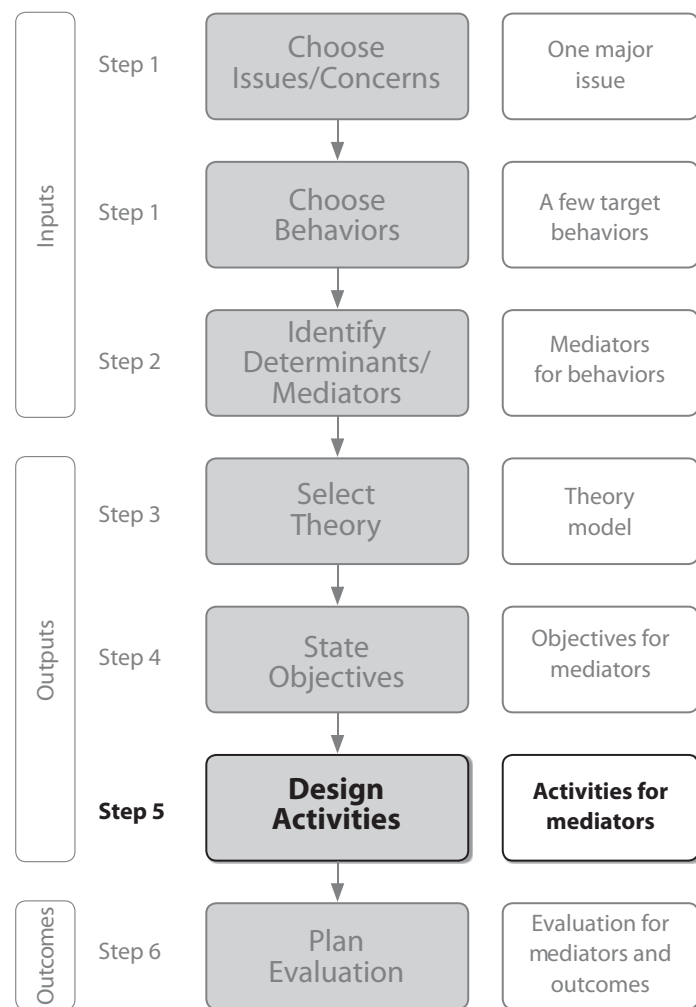 Inputs
Step 1
Choose
Issues/Concerns
One major
issue
Step 1
Choose
Behaviors
A few target
behaviors
Step 2
Identify
Determinants/
Mediators
Mediators
for behaviors
Outputs
Step 3
Select
Theory
Theory
model
Step 4
State
Objectives
Objectives for
mediators
Step 5
Design
Activities
Activities for
mediators
Outcomes
Step 6
Plan
Evaluation
Evaluation for
mediators and
outcomes